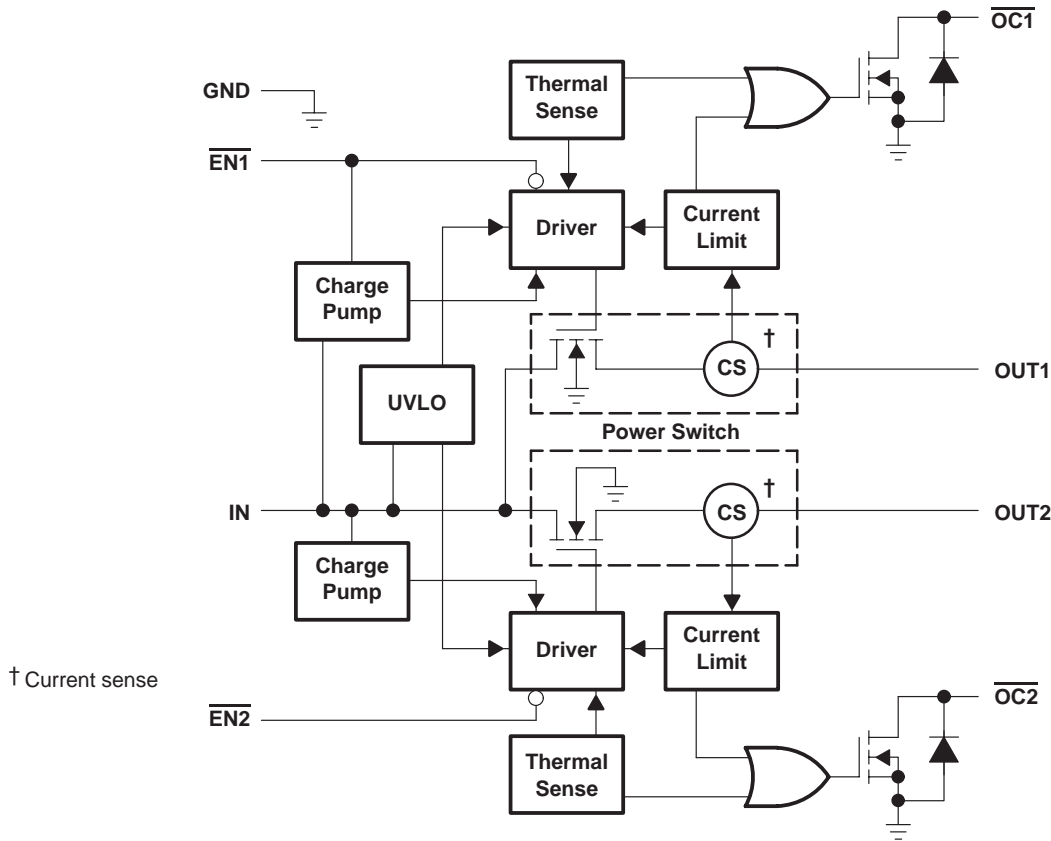 OC1
Thermal
Sense
GND
EN1
Driver
Current
Limit
Charge
Pump
†
CS
OUT1
UVLO
Power Switch
†
IN
CS
OUT2
Charge
Pump
Driver
Current
Limit
† Current sense
OC2
EN2
Thermal
Sense